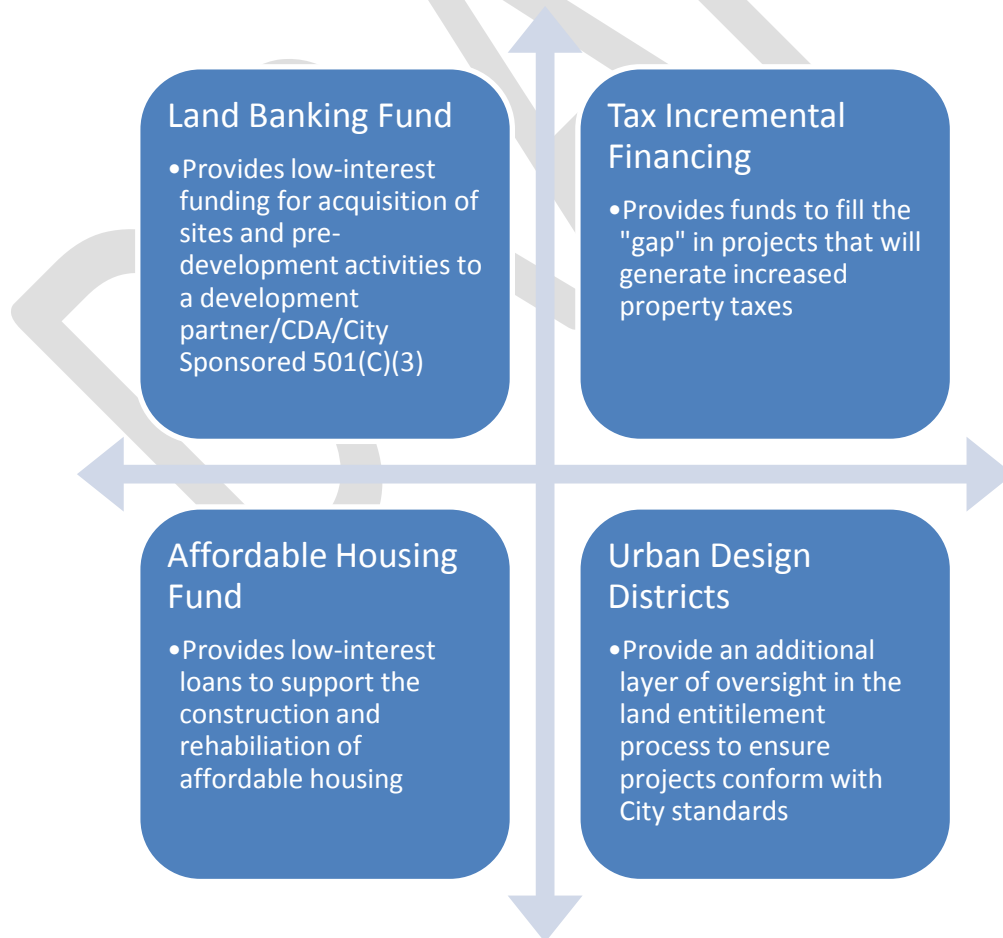 Land Banking Fund
•Provides low-interest
funding for acquisition of
sites and pre-
development activities to
a development
partner/CDA/City
Sponsored 501(C)(3)
Tax Incremental
Financing
•Provides funds to fill the
"gap" in projects that will
generate increased
property taxes
Affordable Housing
Fund
•Provides low-interest
loans to support the
construction and
rehabiliation of
affordable housing
Urban Design
Districts
•Provide an additional
layer of oversight in the
land entitilement
process to ensure
projects conform with
City standards